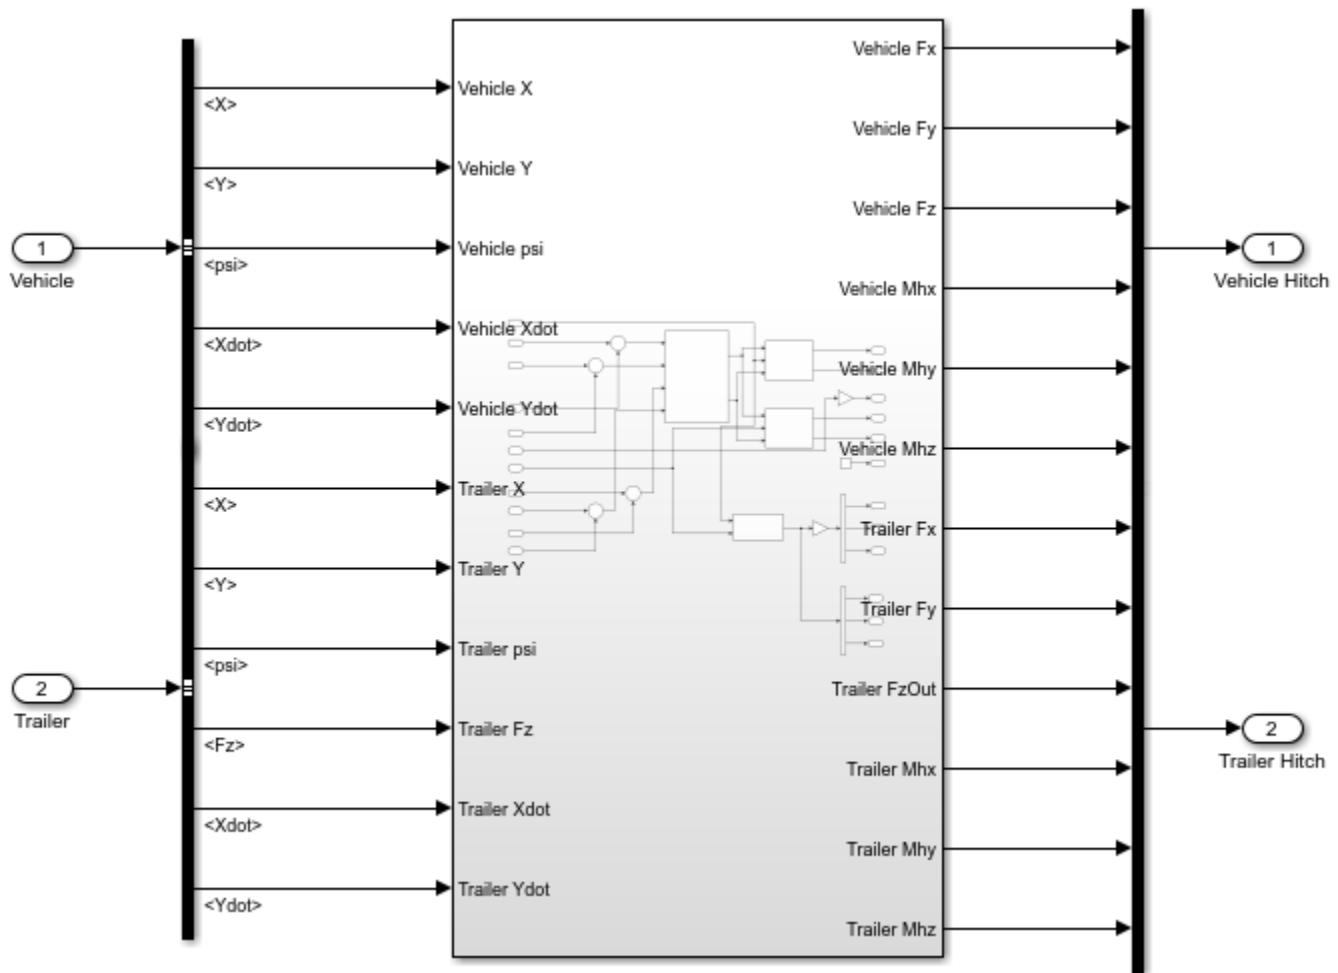 1
Vehicle
2
Trailer
<X>
<Y>
<psi>
<Xdot>
<Ydot>
<X>
<Y>
<psi>
<Fz>
<Xdot>
<Ydot>
Vehicle X
Vehicle Y
Vehicle psi
Vehicle Xdot
Vehicle Ydot
Trailer X
Trailer Y
Trailer psi
Trailer Fz
Trailer Xdot
Trailer Ydot
Vehicle Fx
Vehicle Fy
Vehicle Fz
Vehicle Mhx
Vehicle Mhy
Vehicle Mhz
Trailer Fx
Trailer Fy
Trailer FzOut
Trailer Mhx
Trailer Mhy
Trailer Mhz
1
Vehicle Hitch
2
Trailer Hitch